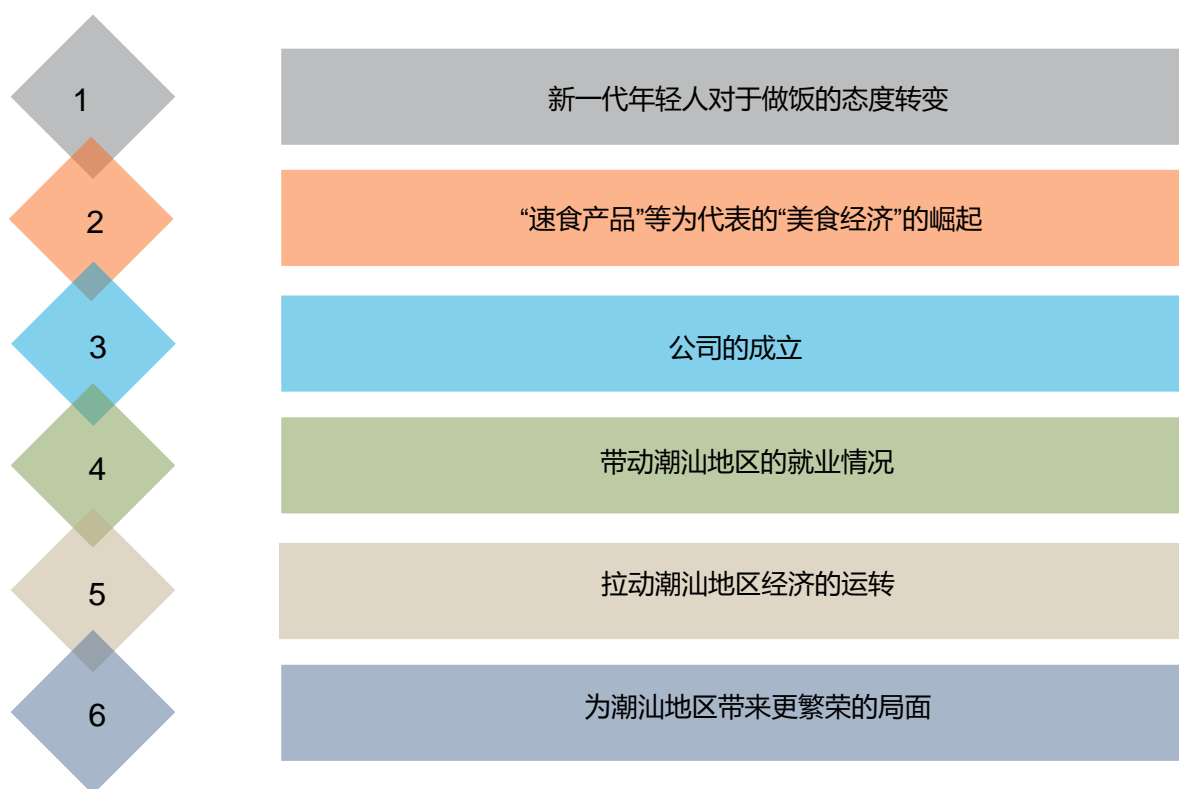 1
新一代年轻人对于做饭的态度转变
2
“速食产品”等为代表的“美食经济”的崛起
3
公司的成立
4
带动潮汕地区的就业情况
5
拉动潮汕地区经济的运转
6
为潮汕地区带来更繁荣的局面